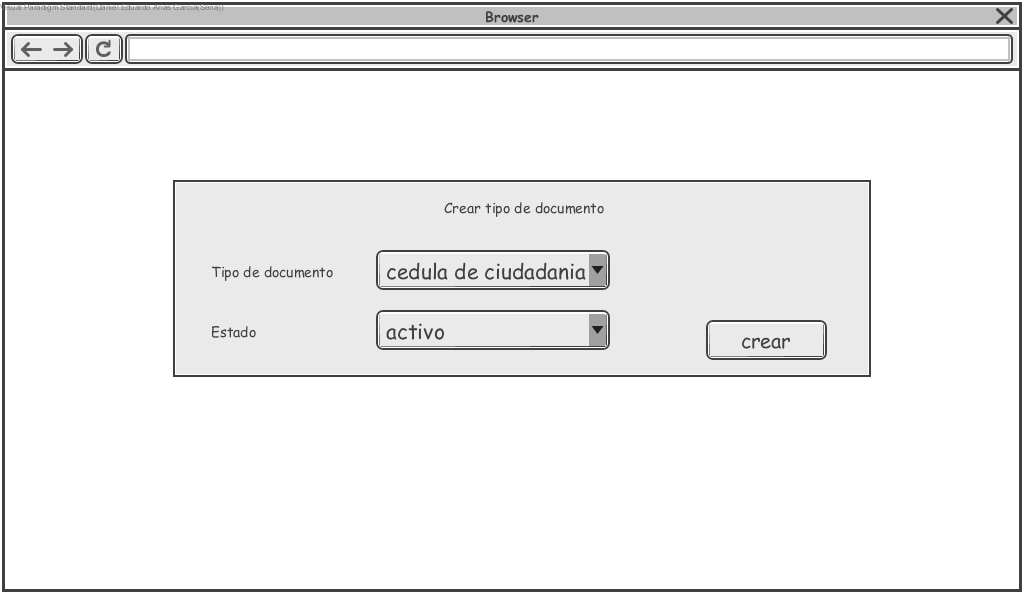 Visual Paradigm Standard(Daniel Eduardo Arias Garcia(Sena))
Browser
Crear tipo de documento
Tipo de documento
cedula de ciudadania
Estado
activo
crear